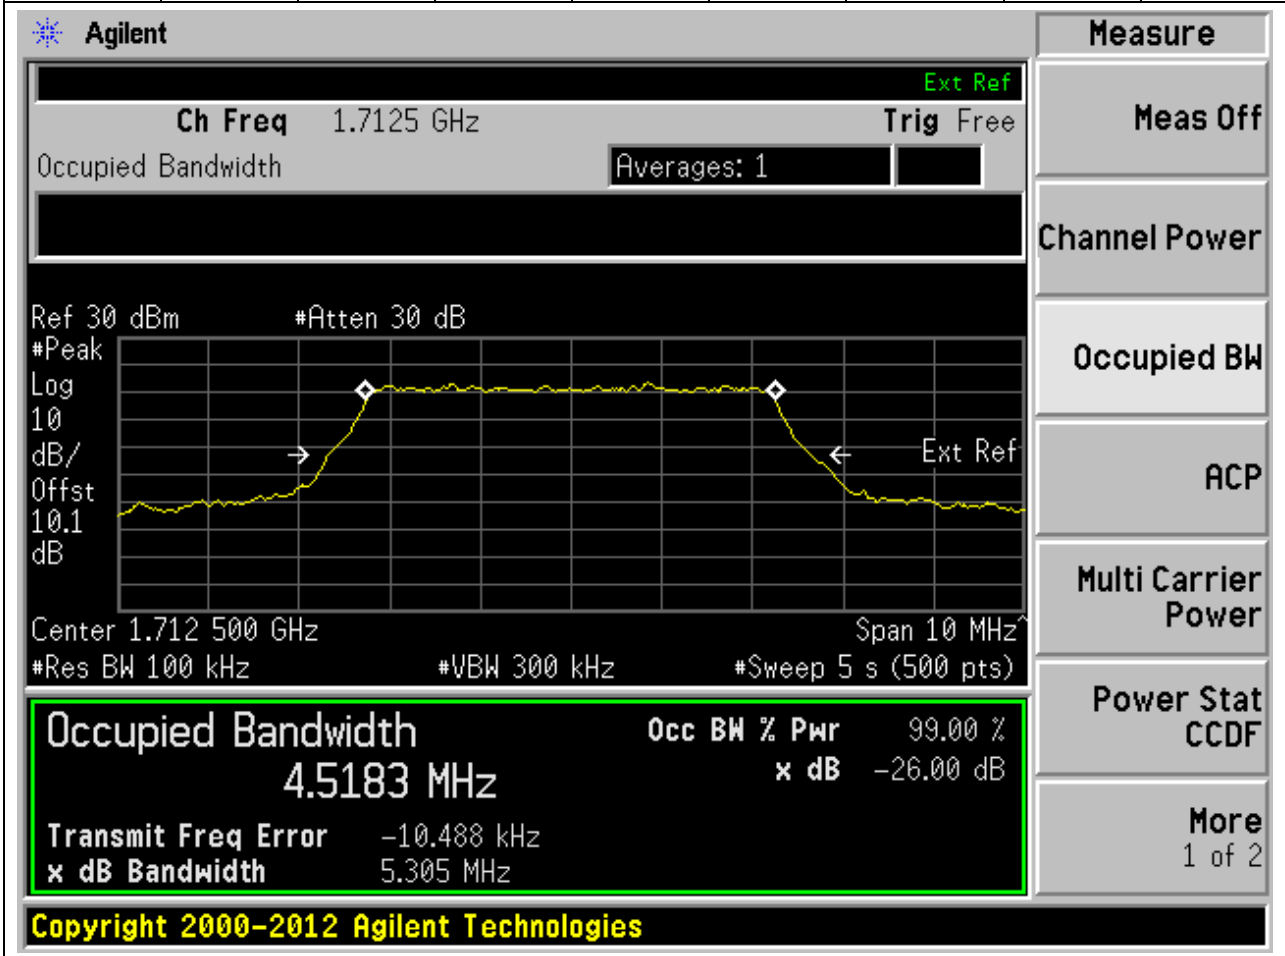 Agilent
Measure
Ext Ref
Ch Freq 1.7125 GHz Trig Free
Occupied Bandwidth Averages: 1
Meas Off
Channel Power
Occupied BW
ACP
Multi Carrier
Power
Power Stat
CCDF
More
1 of 2
Ref 30 dBm #Atten 30 dB
#Peak
Log
10
dB/
Offst
10.1
dB
Ext Ref
Center 1.712 500 GHz Span 10 MHz^
#Res BW 100 kHz #VBW 300 kHz #Sweep 5 s (500 pts)
Occupied Bandwidth Occ BW % Pwr 99.00 %
4.5183 MHz x dB -26.00 dB
Transmit Freq Error -10.488 kHz
x dB Bandwidth 5.305 MHz
Copyright 2000-2012 Agilent Technologies